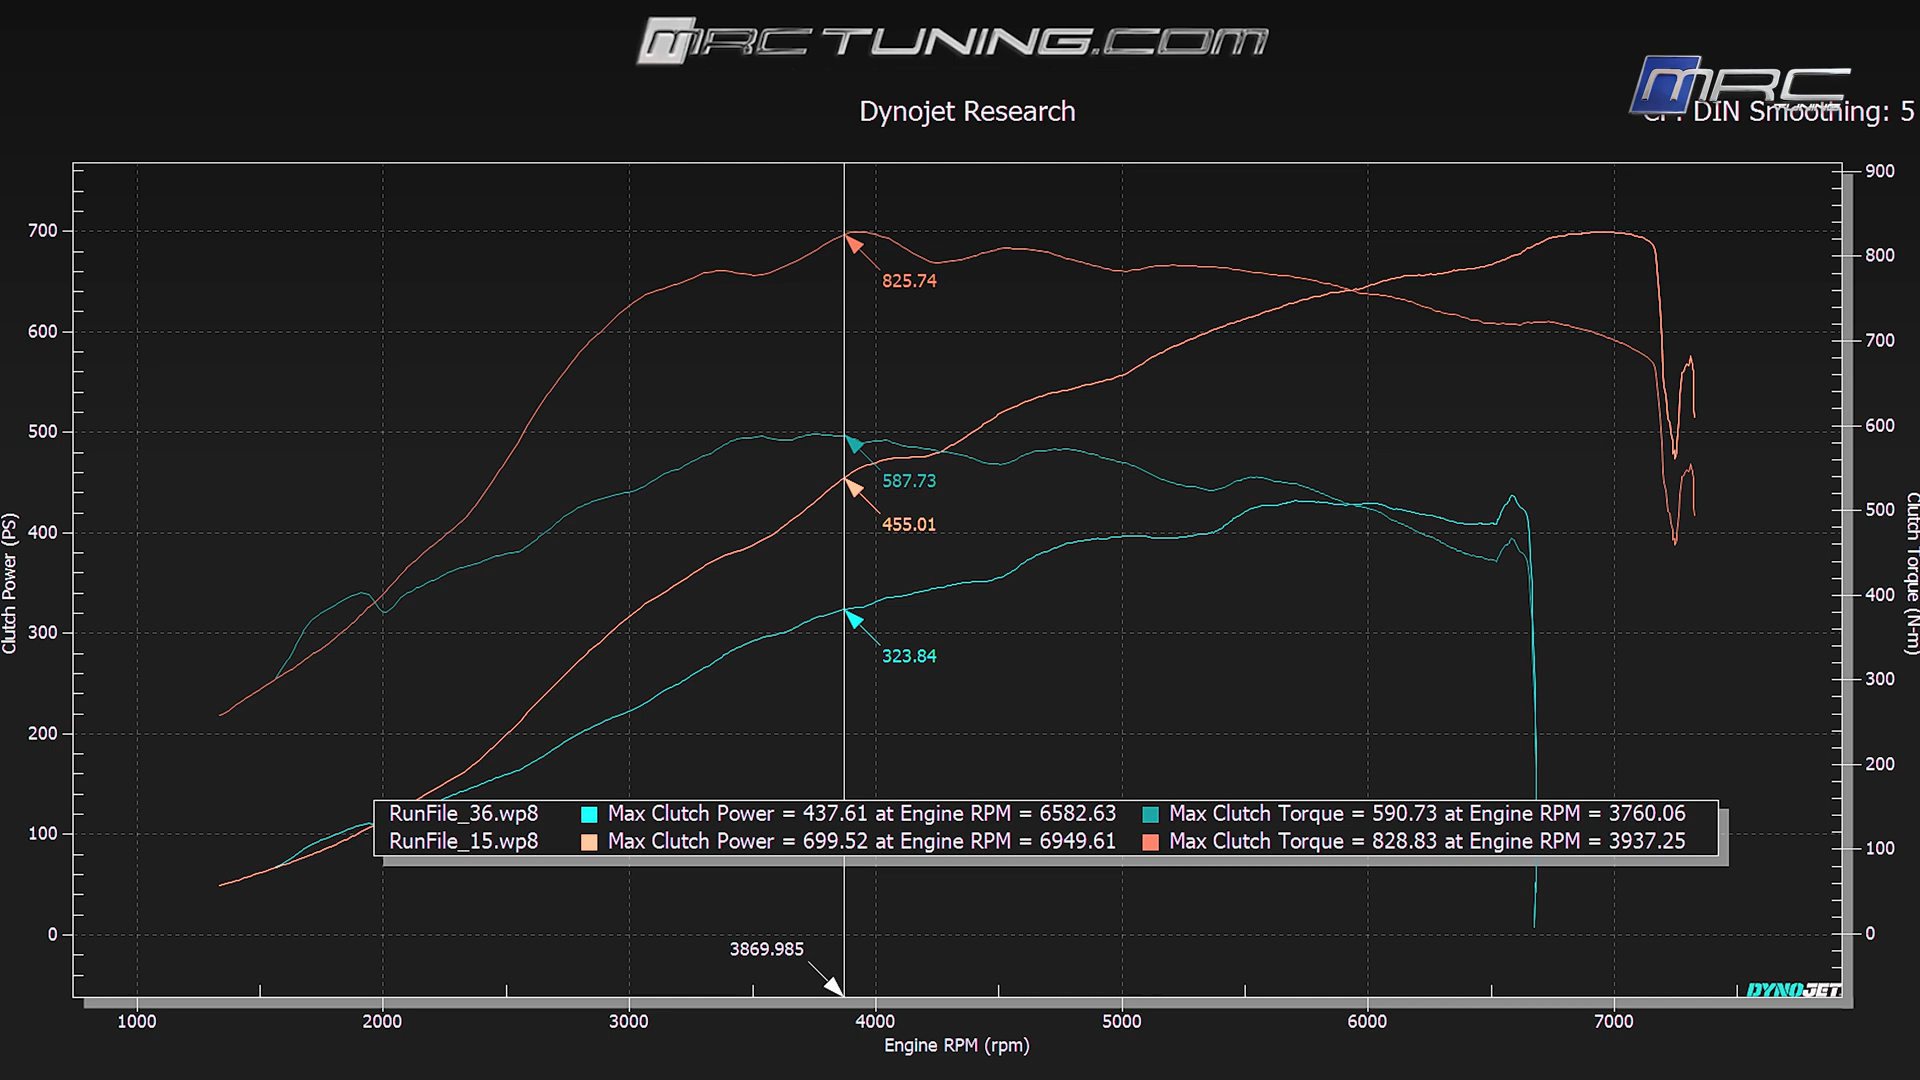 MRC TUNING.COM
MRC
TUNING
Dynojet Research
DIN Smoothing: 5
900
700
800
825.74
600
700
500
600
587.73
455.01
400
500
Clutch Power (PS)
Clutch Torque (N-m)
400
300
323.84
300
200
200
RunFile_36.wp8 Max Clutch Power = 437.61 at Engine RPM = 6582.63 Max Clutch Torque = 590.73 at Engine RPM = 3760.06
RunFile_15.wp8 Max Clutch Power = 699.52 at Engine RPM = 6949.61 Max Clutch Torque = 828.83 at Engine RPM = 3937.25
100
100
0
0
3869.985
DYNOJET
1000 2000 3000 4000 5000 6000 7000
Engine RPM (rpm)